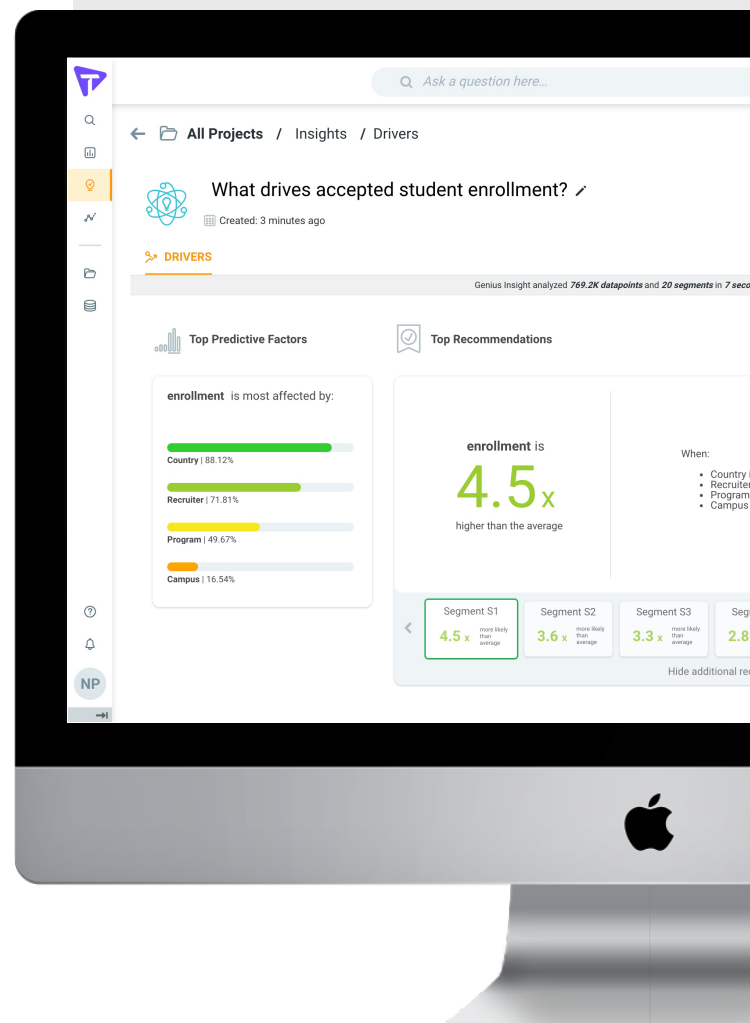 Ask a question here...
All Projects / Insights / Drivers
What drives accepted student enrollment?
Created: 3 minutes ago
DRIVERS
Genius Insight analyzed 769.2K datapoints and 20 segments in 7
Top Predictive Factors
Top Recommendations
enrollment is most affected by:
Country | 88.12%
Recruiter | 71.81%
Program | 49.67%
Campus | 16.54%
enrollment is
4.5x
higher than the average
When:
• Country
• Recruiter
• Program
• Campus
Segment S1
4.5 x more likely
than
average
Segment S2
3.6 x more likely
than
average
Segment S3
3.3 x more likely
than
average
2.8
Hide additional
NP